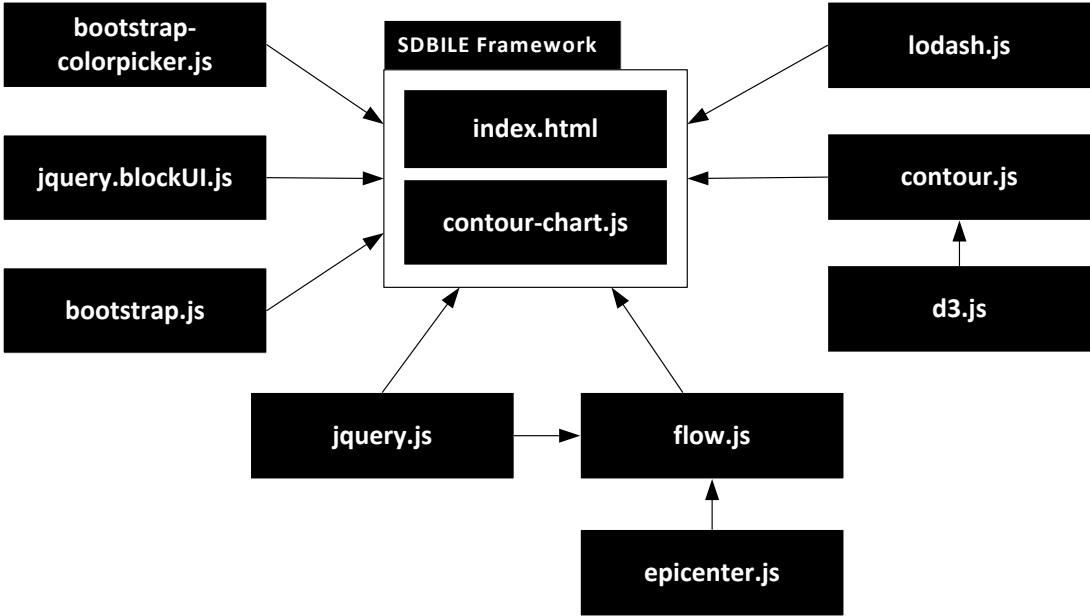 bootstrap-
colorpicker.js
SDBILE Framework
lodash.js
index.html
jquery.blockUI.js
contour.js
contour-chart.js
bootstrap.js
d3.js
jquery.js
flow.js
epicenter.js